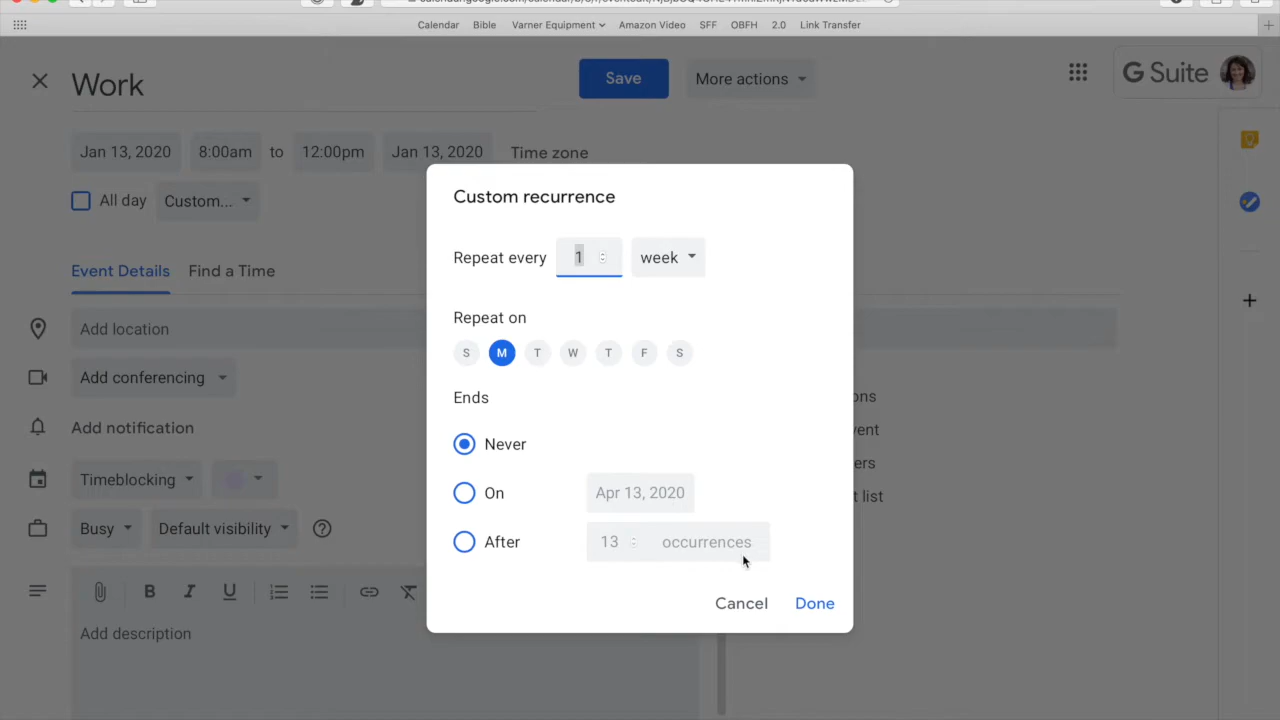 Calendar Bible Varner Equipment Amazon Video SFF OBFH 2.0 Link Transfer
Work
Save
More actions
G Suite
Jan 13, 2020 8:00am to 12:00pm Jan 13, 2020 Time zone
All day Custom...
Event Details Find a Time
Add location
Add conferencing
Add notification
Timeblocking
Busy Default visibility ?
B I U
Add description
Custom recurrence
Repeat every 1 week
Repeat on
S M T W T F S
Ends
Never
On Apr 13, 2020
After 13 occurrences
Cancel Done